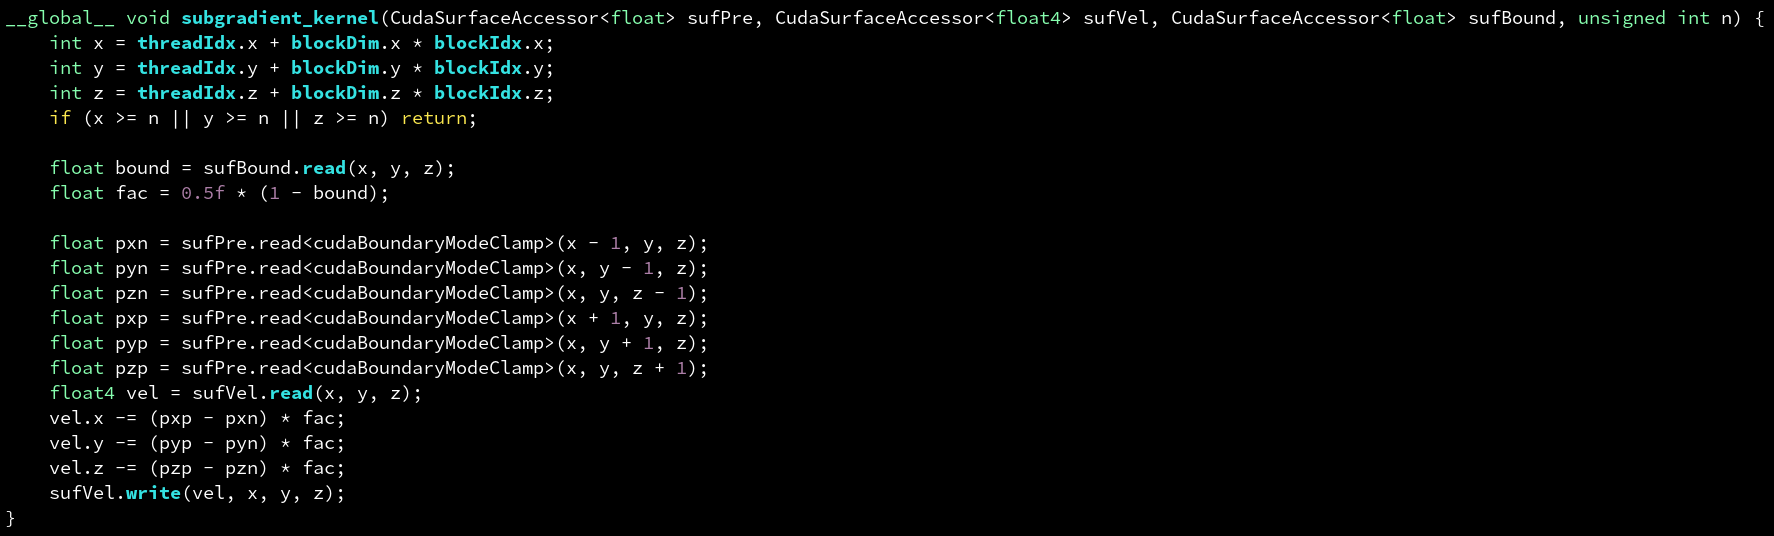 __global__ void subgradient_kernel(CudaSurfaceAccessor<float> sufPre, CudaSurfaceAccessor<float4> sufVel, CudaSurfaceAccessor<float> sufBound, unsigned int n) {
    int x = threadIdx.x + blockDim.x * blockIdx.x;
    int y = threadIdx.y + blockDim.y * blockIdx.y;
    int z = threadIdx.z + blockDim.z * blockIdx.z;
    if (x >= n || y >= n || z >= n) return;

    float bound = sufBound.read(x, y, z);
    float fac = 0.5f * (1 - bound);

    float pxn = sufPre.read<cudaBoundaryModeClamp>(x - 1, y, z);
    float pyn = sufPre.read<cudaBoundaryModeClamp>(x, y - 1, z);
    float pzn = sufPre.read<cudaBoundaryModeClamp>(x, y, z - 1);
    float pxp = sufPre.read<cudaBoundaryModeClamp>(x + 1, y, z);
    float pyp = sufPre.read<cudaBoundaryModeClamp>(x, y + 1, z);
    float pzp = sufPre.read<cudaBoundaryModeClamp>(x, y, z + 1);
    float4 vel = sufVel.read(x, y, z);
    vel.x -= (pxp - pxn) * fac;
    vel.y -= (pyp - pyn) * fac;
    vel.z -= (pzp - pzn) * fac;
    sufVel.write(vel, x, y, z);
}